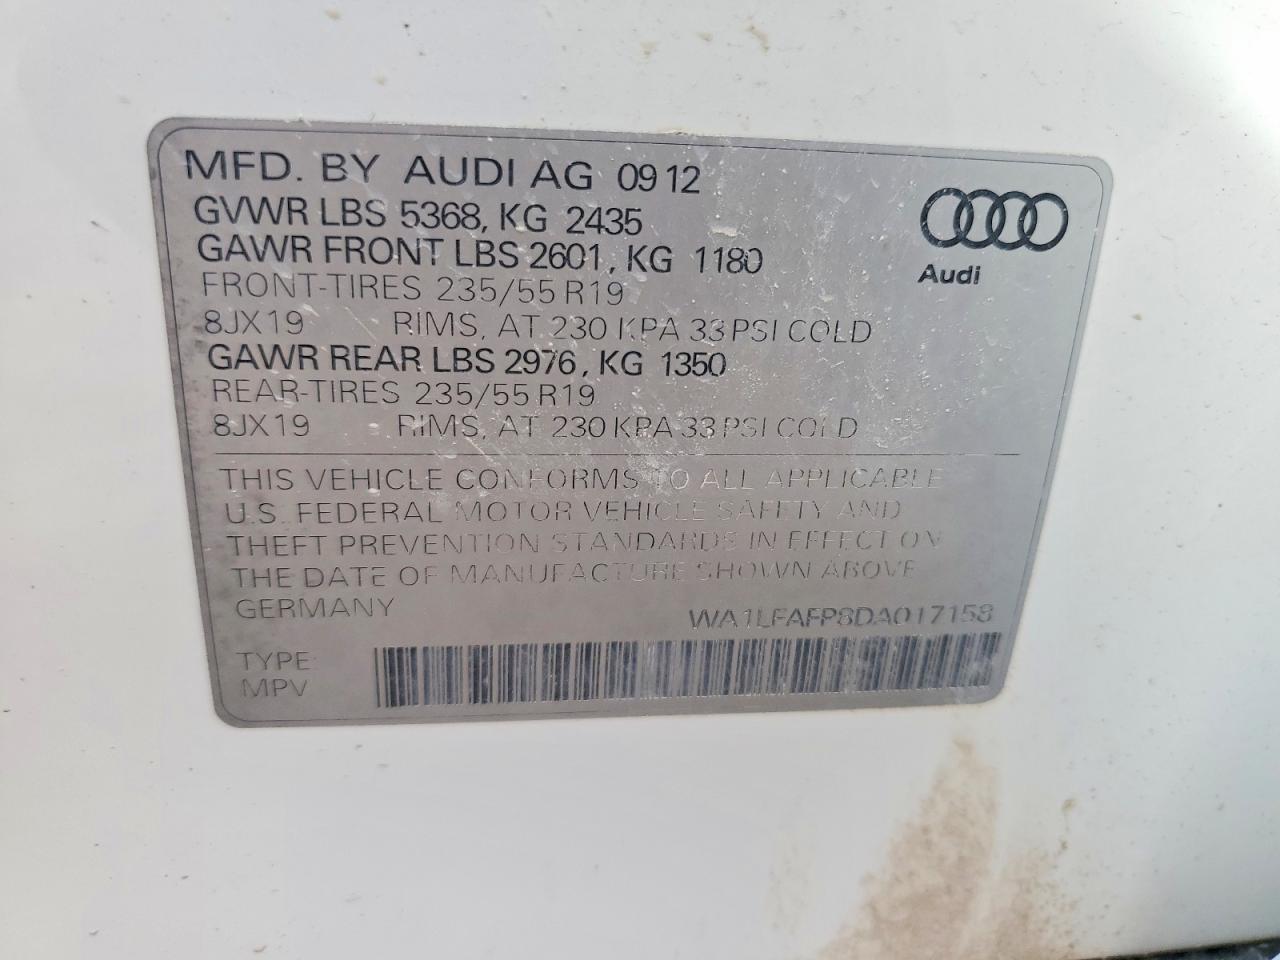 MFD. BY AUDI AG 0912
GVWR LBS 5368, KG 2435
GAWR FRONT LBS 2601, KG 1180
FRONT-TIRES 235/55 R19
8JX19 RIMS, AT 230 KPA 33 PSI COLD
GAWR REAR LBS 2976, KG 1350
REAR-TIRES 235/55 R19
8JX19 RIMS, AT 230 KPA 33 PSI COLD
Audi
THIS VEHICLE CONFORMS TO ALL APPLICABLE
U.S. FEDERAL MOTOR VEHICLE SAFETY AND
THEFT PREVENTION STANDARDS IN EFFECT ON
THE DATE OF MANUFACTURE SHOWN ABOVE
GERMANY WA1LFAFP8DA017158
TYPE:
MPV